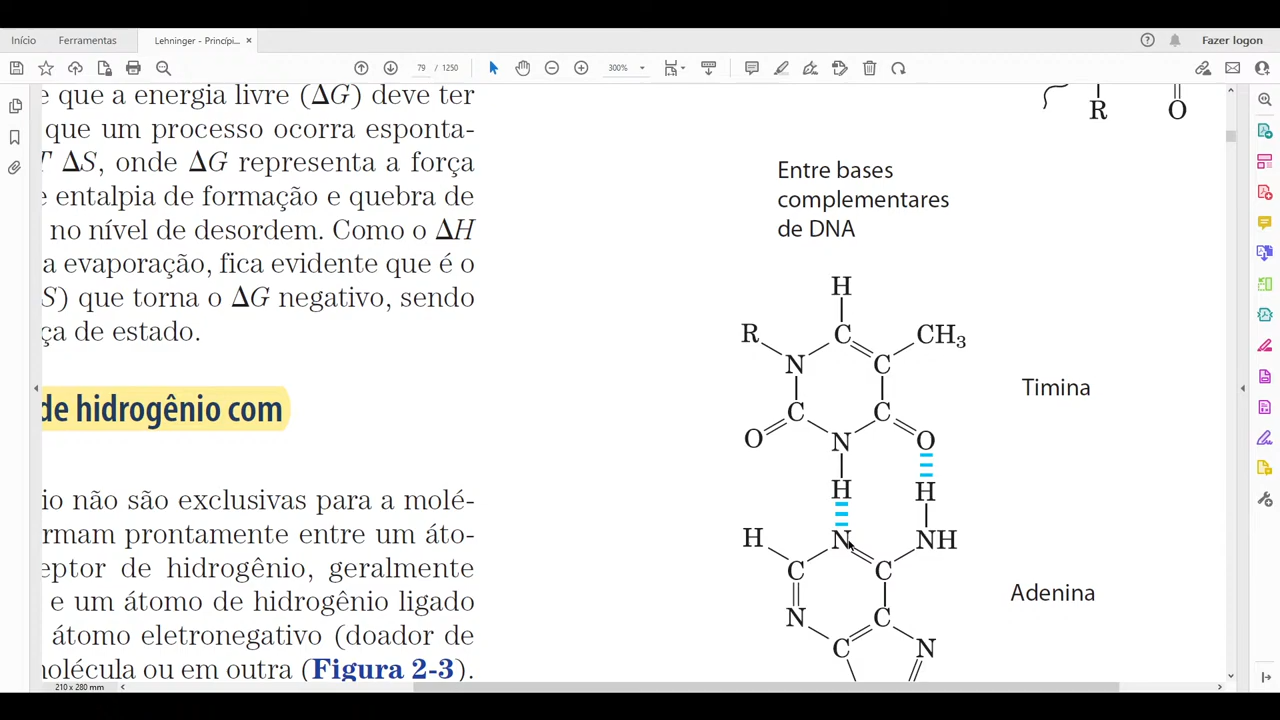 Início
Ferramentas
Lehninger - Princípi...
Fazer logon
79 / 1250
300%
e que a energia livre (ΔG) deve ter
que um processo ocorra esponta-
T ΔS, onde ΔG representa a força
e entalpia de formação e quebra de
no nível de desordem. Como o ΔH
a evaporação, fica evidente que é o
S) que torna o ΔG negativo, sendo
ça de estado.
de hidrogênio com
io não são exclusivas para a molé-
rmam prontamente entre um áto-
eptor de hidrogênio, geralmente
e um átomo de hidrogênio ligado
átomo eletronegativo (doador de
nolécula ou em outra (Figura 2-3).
R O
Entre bases
complementares
de DNA
H
R C CH3
N C
C C
O N O
H H
Timina
H N NH
C C
N C
C N
Adenina
210 x 280 mm